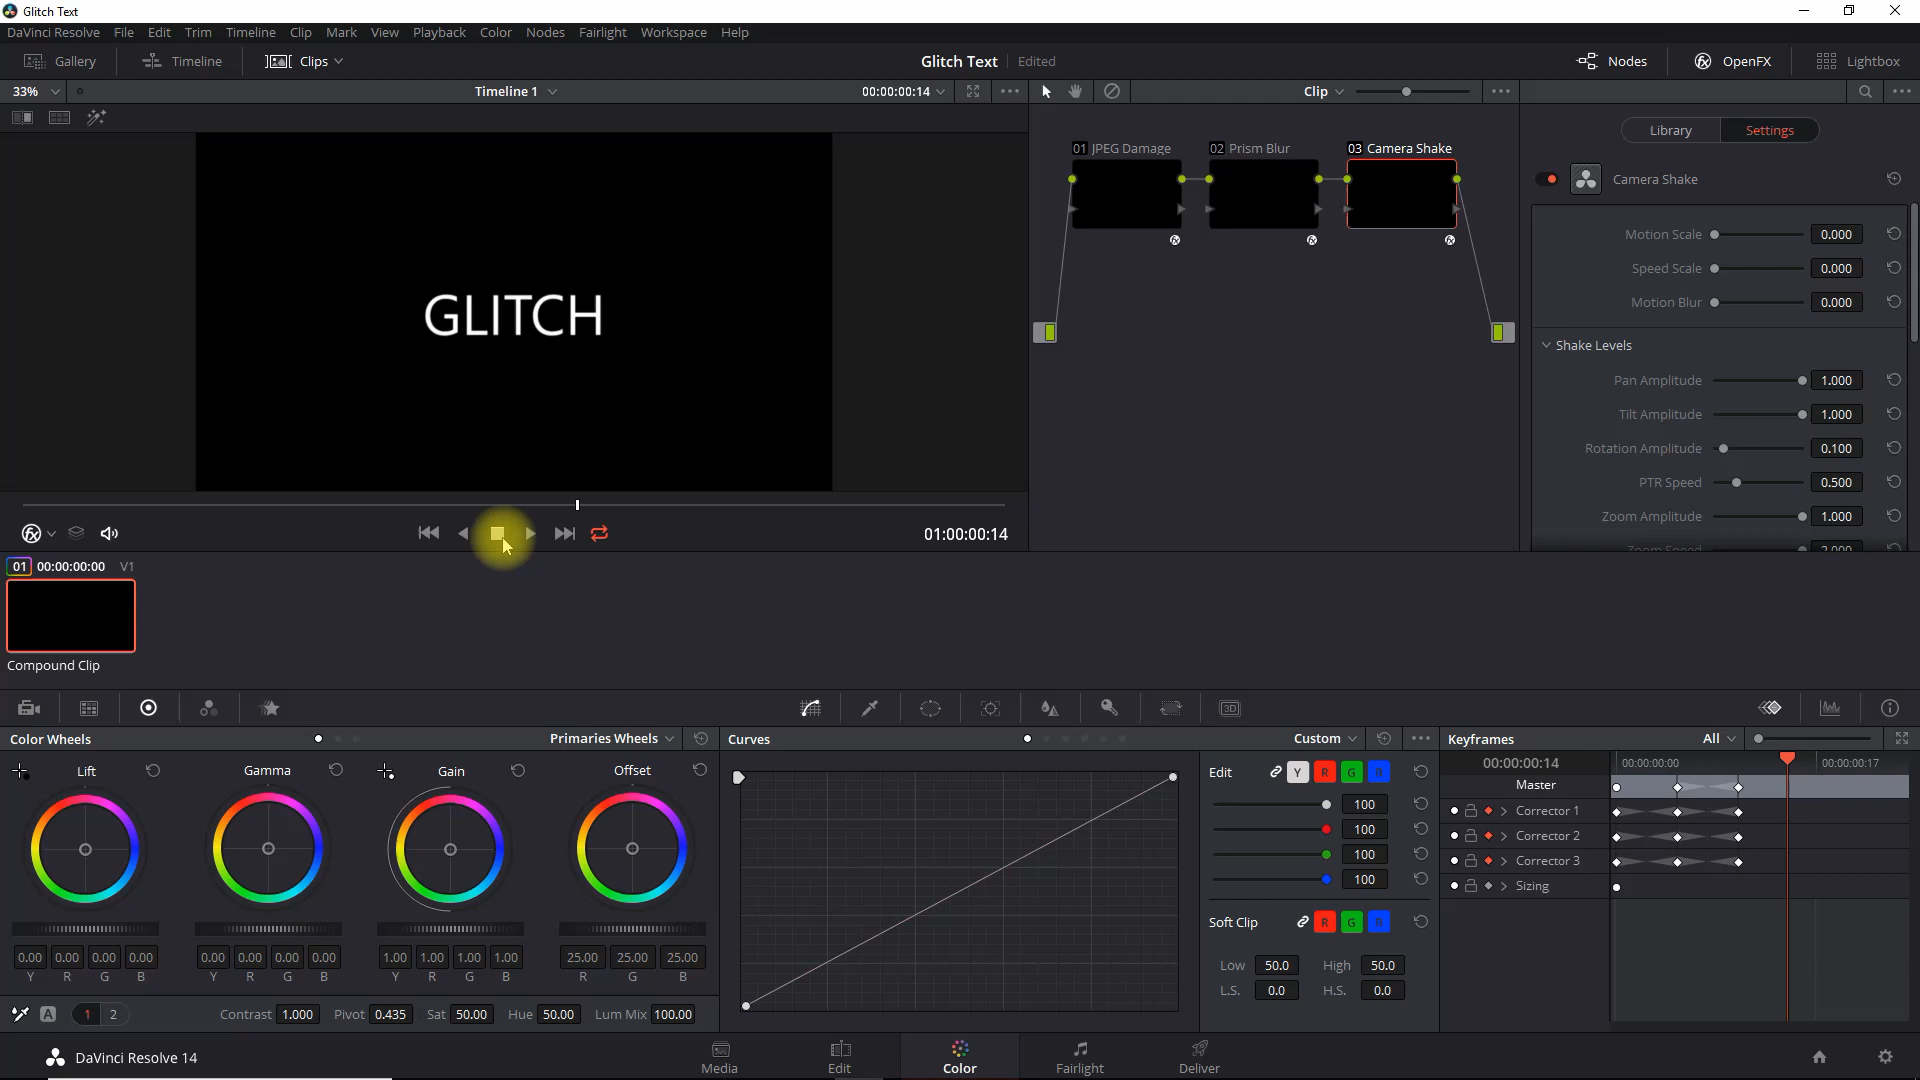 Glitch Text
DaVinci Resolve File Edit Trim Timeline Clip Mark View Playback Color Nodes Fairlight Workspace Help
Gallery Timeline Clips Glitch Text Edited Nodes OpenFX Lightbox
33% Timeline 1 00:00:00:14 Clip
Library Settings
01 JPEG Damage 02 Prism Blur 03 Camera Shake
Camera Shake
Motion Scale 0.000
Speed Scale 0.000
Motion Blur 0.000
Shake Levels
Pan Amplitude 1.000
Tilt Amplitude 1.000
Rotation Amplitude 0.100
PTR Speed 0.500
Zoom Amplitude 1.000
Zoom Speed 2.000
GLITCH
01:00:00:14
01 00:00:00:00 V1
Compound Clip
3D
Color Wheels Primaries Wheels
Lift Gamma Gain Offset
0.00 0.00 0.00 0.00 0.00 0.00 0.00 0.00 1.00 1.00 1.00 1.00 25.00 25.00 25.00
Y R G B Y R G B Y R G B R G B
A 1 2 Contrast 1.000 Pivot 0.435 Sat 50.00 Hue 50.00 Lum Mix 100.00
Curves Custom
Edit Y R G B
100
100
100
100
Soft Clip R G B
Low 50.0 High 50.0
L.S. 0.0 H.S. 0.0
Keyframes All
00:00:00:14 00:00:00:00 00:00:00:17
Master
Corrector 1
Corrector 2
Corrector 3
Sizing
DaVinci Resolve 14 Media Edit Color Fairlight Deliver